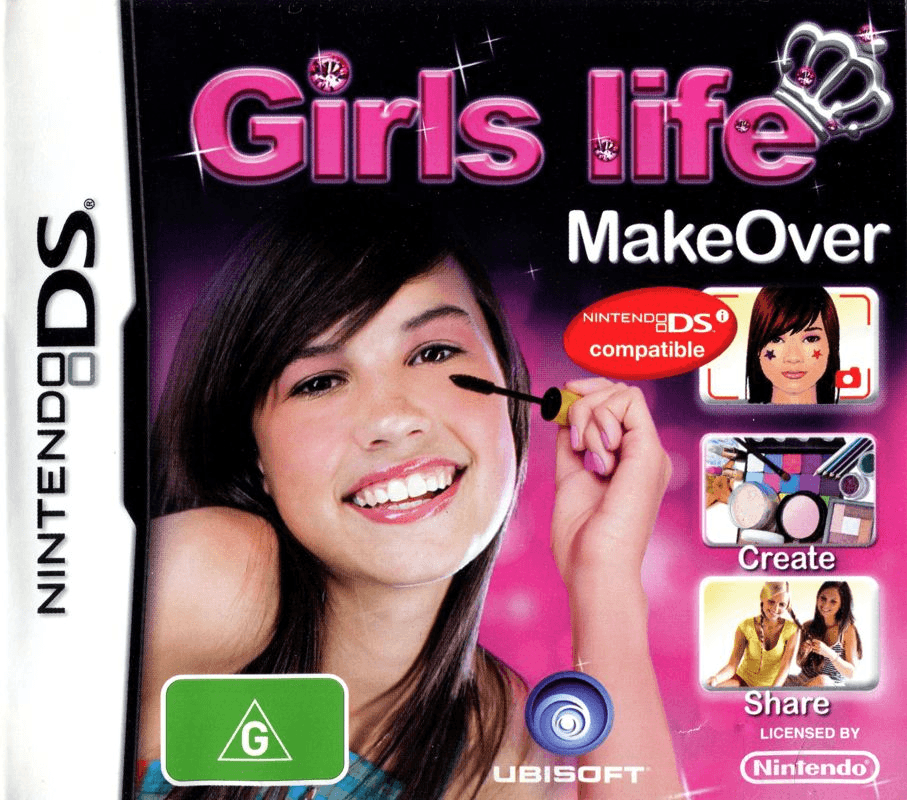 Girls life
MakeOver
NINTENDO DS®
NINTENDO DSi
compatible
Create
Share
G
UBISOFT
LICENSED BY
Nintendo®